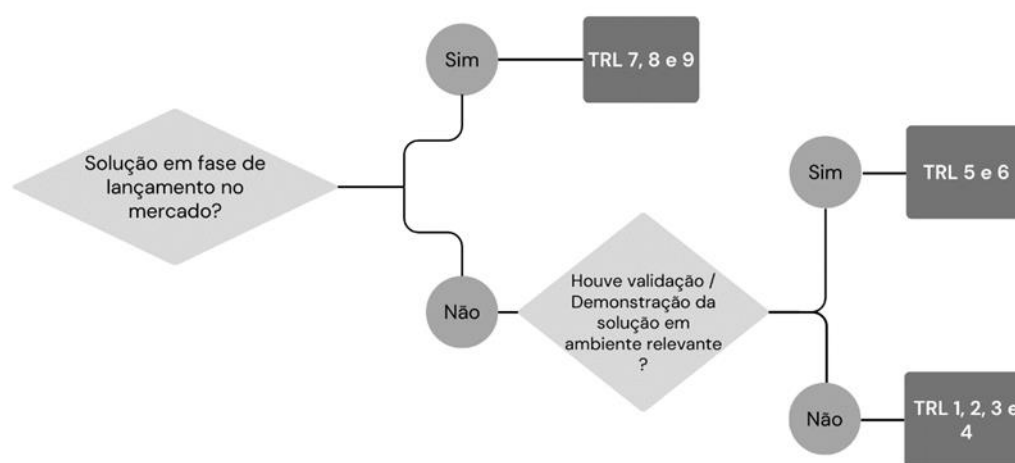 Sim
TRL 7, 8 e 9
Solução em fase de
lançamento no
mercado?
Sim
TRL 5 e 6
Não
Houve validação /
Demonstração da
solução em
ambiente relevante
?
Não
TRL 1, 2, 3 e
4